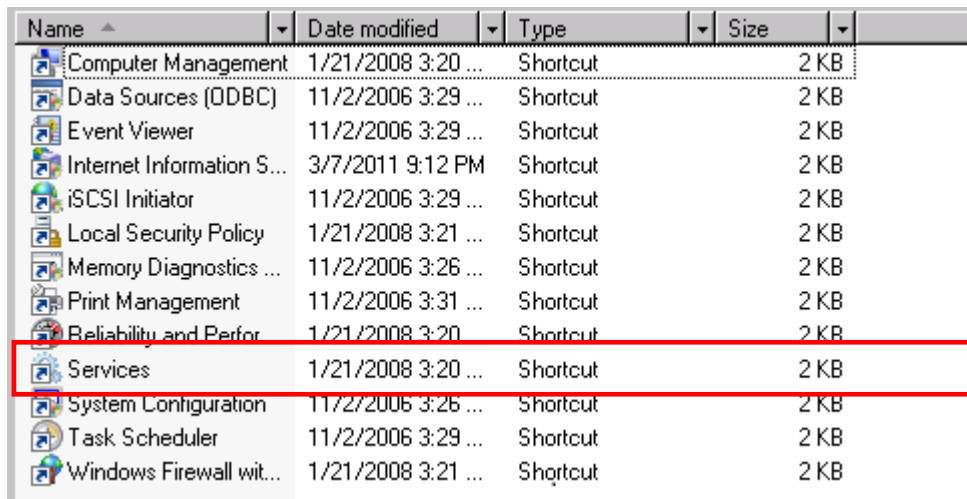 Name Date modified Type Size
Computer Management 1/21/2008 3:20 ... Shortcut 2 KB
Data Sources (ODBC) 11/2/2006 3:29 ... Shortcut 2 KB
Event Viewer 11/2/2006 3:29 ... Shortcut 2 KB
Internet Information S... 3/7/2011 9:12 PM Shortcut 2 KB
iSCSI Initiator 11/2/2006 3:29 ... Shortcut 2 KB
Local Security Policy 1/21/2008 3:21 ... Shortcut 2 KB
Memory Diagnostics ... 11/2/2006 3:26 ... Shortcut 2 KB
Print Management 11/2/2006 3:31 ... Shortcut 2 KB
Reliability and Perfor... 1/21/2008 3:20 ... Shortcut 2 KB
Services 1/21/2008 3:20 ... Shortcut 2 KB
System Configuration 11/2/2006 3:26 ... Shortcut 2 KB
Task Scheduler 11/2/2006 3:29 ... Shortcut 2 KB
Windows Firewall wit... 1/21/2008 3:21 ... Shortcut 2 KB